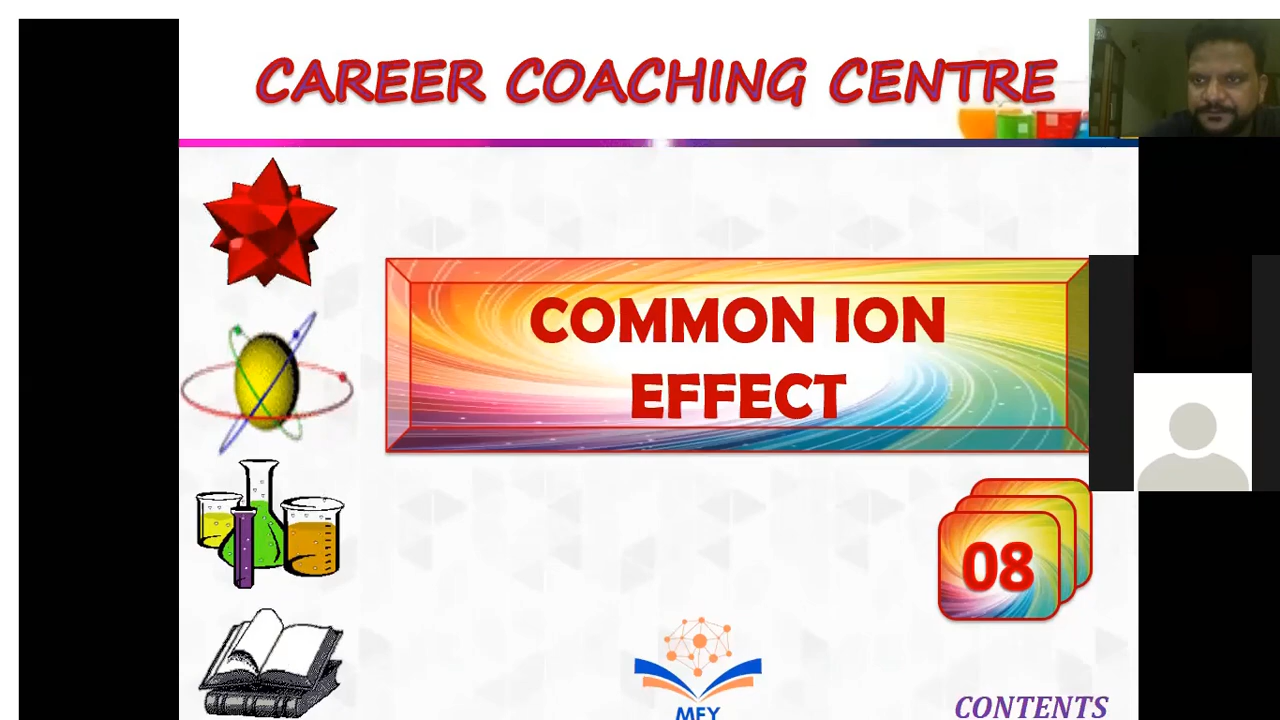 CAREER COACHING CENTRE
COMMON ION
EFFECT
08
MFY
CONTENTS